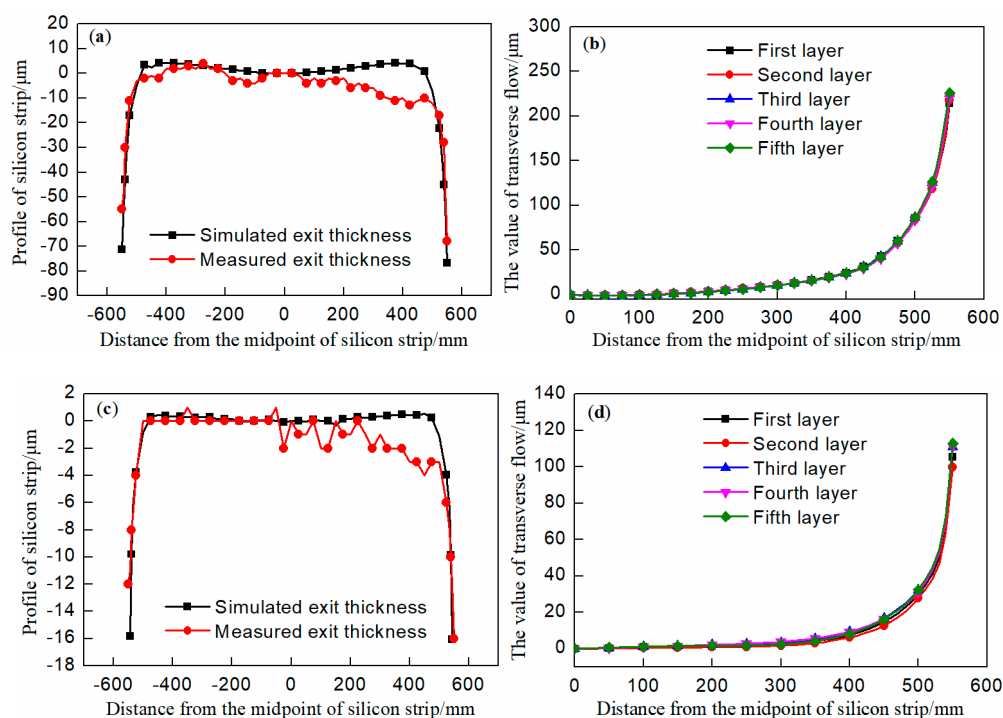 (a)
Profile of silicon strip/μm
20
10
0
-10
-20
-30
-40
-50
-60
-70
-80
-90
Simulated exit thickness
Measured exit thickness
-600 -400 -200 0 200 400 600
Distance from the midpoint of silicon strip/mm
(b)
The value of transverse flow/μm
300
250
200
150
100
50
0
First layer
Second layer
Third layer
Fourth layer
Fifth layer
0 100 200 300 400 500 600
Distance from the midpoint of silicon strip/mm
(c)
Profile of silicon strip/μm
2
0
-2
-4
-6
-8
-10
-12
-14
-16
-18
Simulated exit thickness
Measured exit thickness
-600 -400 -200 0 200 400 600
Distance from the midpoint of silicon strip/mm
(d)
The value of transverse flow/μm
140
120
100
80
60
40
20
0
First layer
Second layer
Third layer
Fourth layer
Fifth layer
0 100 200 300 400 500 600
Distance from the midpoint of silicon strip/mm